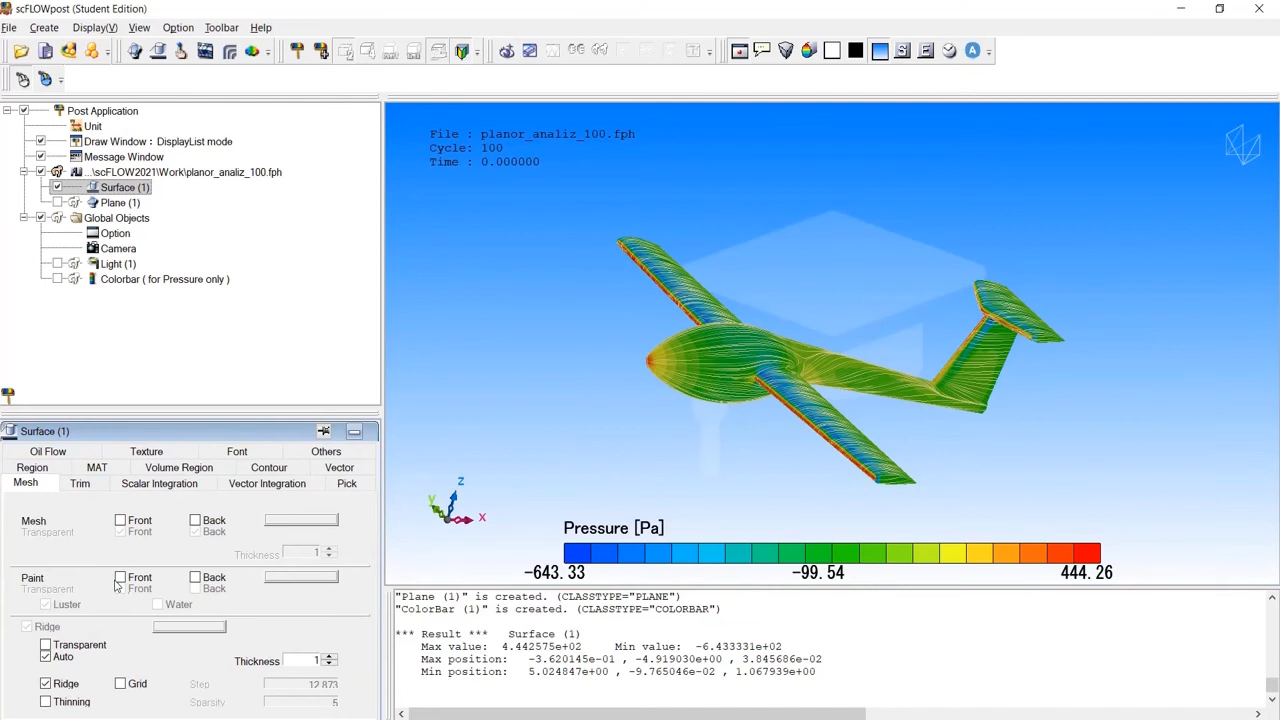 scFLOWpost (Student Edition)
File Create Display(V) View Option Toolbar Help
Post Application
Unit
Draw Window : DisplayList mode
Message Window
...\scFLOW2021\Work\planor_analiz_100.fph
Surface (1)
Plane (1)
Global Objects
Option
Camera
Light (1)
Colorbar ( for Pressure only )
File : planor_analiz_100.fph
Cycle: 100
Time : 0.000000
z
y
x
Pressure [Pa]
-643.33 -99.54 444.26
Surface (1)
Oil Flow Texture Font Others
Region MAT Volume Region Contour Vector
Mesh Trim Scalar Integration Vector Integration Pick
Mesh Front Back
Transparent Front Back
Thickness 1
Paint Front Back
Transparent Front Back
Luster Water
Ridge
Transparent
Auto Thickness 1
Ridge Grid Step 12.873
Thinning Sparsity 5
"Plane (1)" is created. (CLASSTYPE="PLANE")
"ColorBar (1)" is created. (CLASSTYPE="COLORBAR")
*** Result *** Surface (1)
Max value: 4.442575e+02 Min value: -6.433331e+02
Max position: -3.620145e-01 , -4.919030e+00 , 3.845686e-02
Min position: 5.024847e+00 , -9.765046e-02 , 1.067939e+00